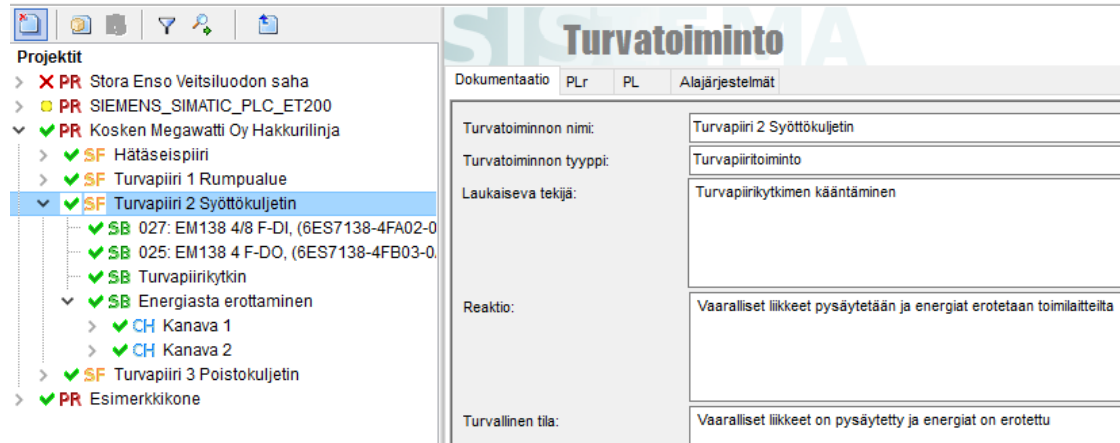 SISTEMA
Turvatoiminto
Projektit
PR Stora Enso Veitsiluodon saha
PR SIEMENS_SIMATIC_PLC_ET200
PR Kosken Megawatti Oy Hakkurilinja
SF Hätäseispiiri
SF Turvapiiri 1 Rumpualue
SF Turvapiiri 2 Syöttökuljetin
SB 027: EM138 4/8 F-DI, (6ES7138-4FA02-0
SB 025: EM138 4 F-DO, (6ES7138-4FB03-0
SB Turvapiirikytkin
SB Energiasta erottaminen
CH Kanava 1
CH Kanava 2
SF Turvapiiri 3 Poistokuljetin
PR Esimerkkikone
Dokumentaatio PLr PL Alajärjestelmät
Turvatoiminnon nimi: Turvapiiri 2 Syöttökuljetin
Turvatoiminnon tyyppi: Turvapiiritoiminto
Laukaiseva tekijä: Turvapiirikytkimen kääntäminen
Reaktio: Vaaralliset liikkeet pysäytetään ja energiat erotetaan toimilaitteilta
Turvallinen tila: Vaaralliset liikkeet on pysäytetty ja energiat on erotettu